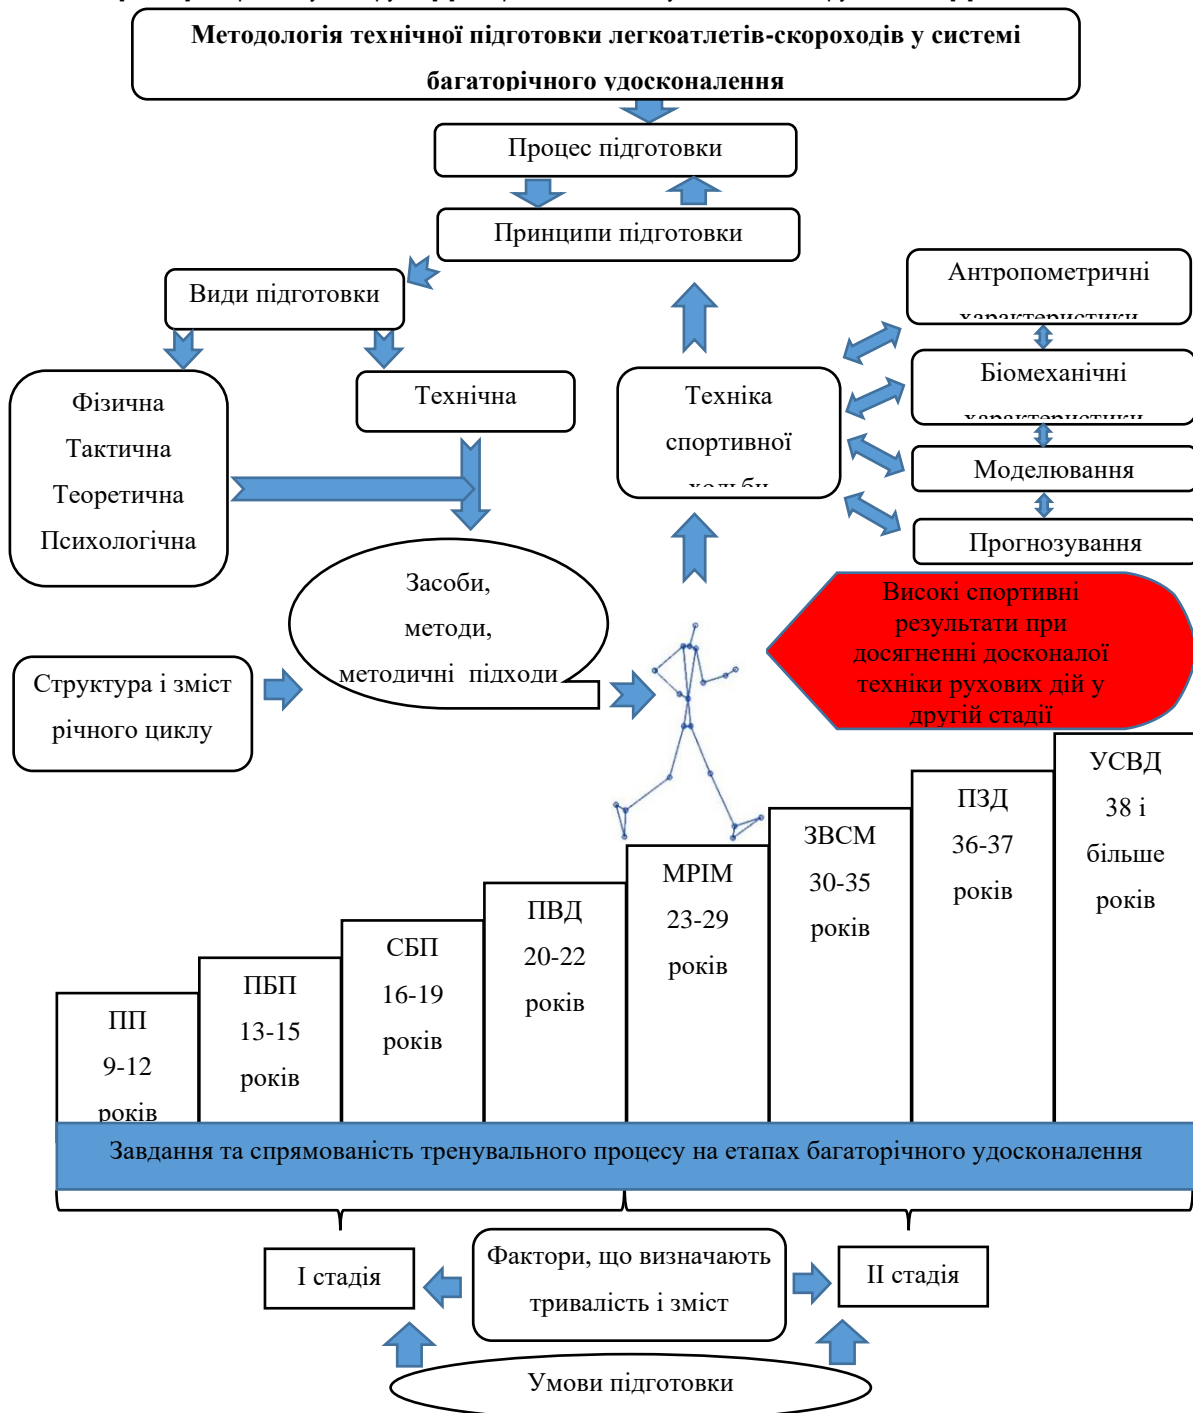 Методологія технічної підготовки легкоатлетів-скороходів у системі
багаторічного удосконалення
Процес підготовки
Принципи підготовки
Види підготовки
Фізична
Тактична
Теоретична
Психологічна
Технічна
Техніка
спортивної
ходьби
Антропометричні
характеристики
Біомеханічні
характеристики
Моделювання
Прогнозування
Засоби,
методи,
методичні підходи
Структура і зміст
річного циклу
Високі спортивні
результати при
досягненні досконалої
техніки рухових дій у
другій стадії
ПП
9-12
років
ПБП
13-15
років
СБП
16-19
років
ПВД
20-22
років
МРІМ
23-29
років
ЗВСМ
30-35
років
ПЗД
36-37
років
УСВД
38 і
більше
років
Завдання та спрямованість тренувального процесу на етапах багаторічного удосконалення
І стадія
Фактори, що визначають
тривалість і зміст
ІІ стадія
Умови підготовки